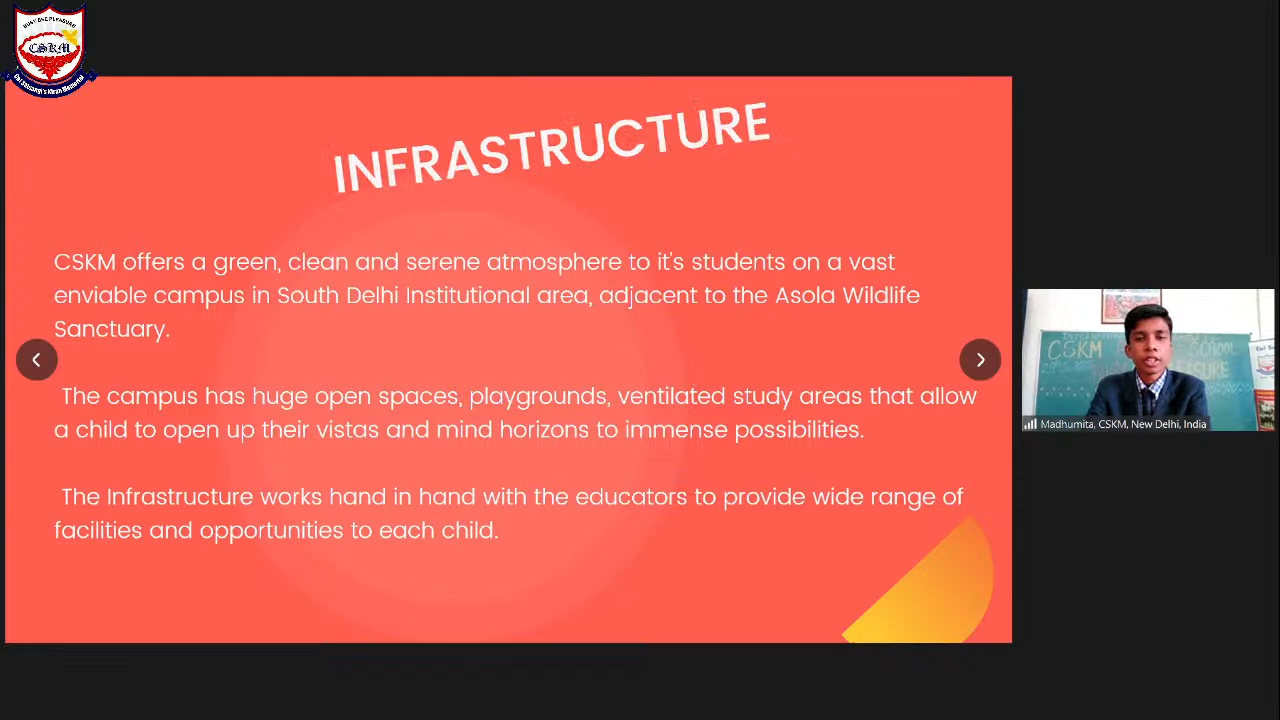 CSKM
INFRASTRUCTURE
CSKM offers a green, clean and serene atmosphere to it's students on a vast
enviable campus in South Delhi Institutional area, adjacent to the Asola Wildlife
Sanctuary.
The campus has huge open spaces, playgrounds, ventilated study areas that allow
a child to open up their vistas and mind horizons to immense possibilities.
The Infrastructure works hand in hand with the educators to provide wide range of
facilities and opportunities to each child.
CSKM SCHOOL
Madhumita, CSKM, New Delhi, India